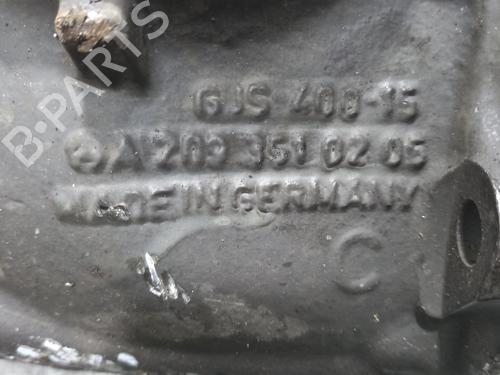 B-PARTS
GJS 400-15
A 203 351 02 05
MADE IN GERMANY
C